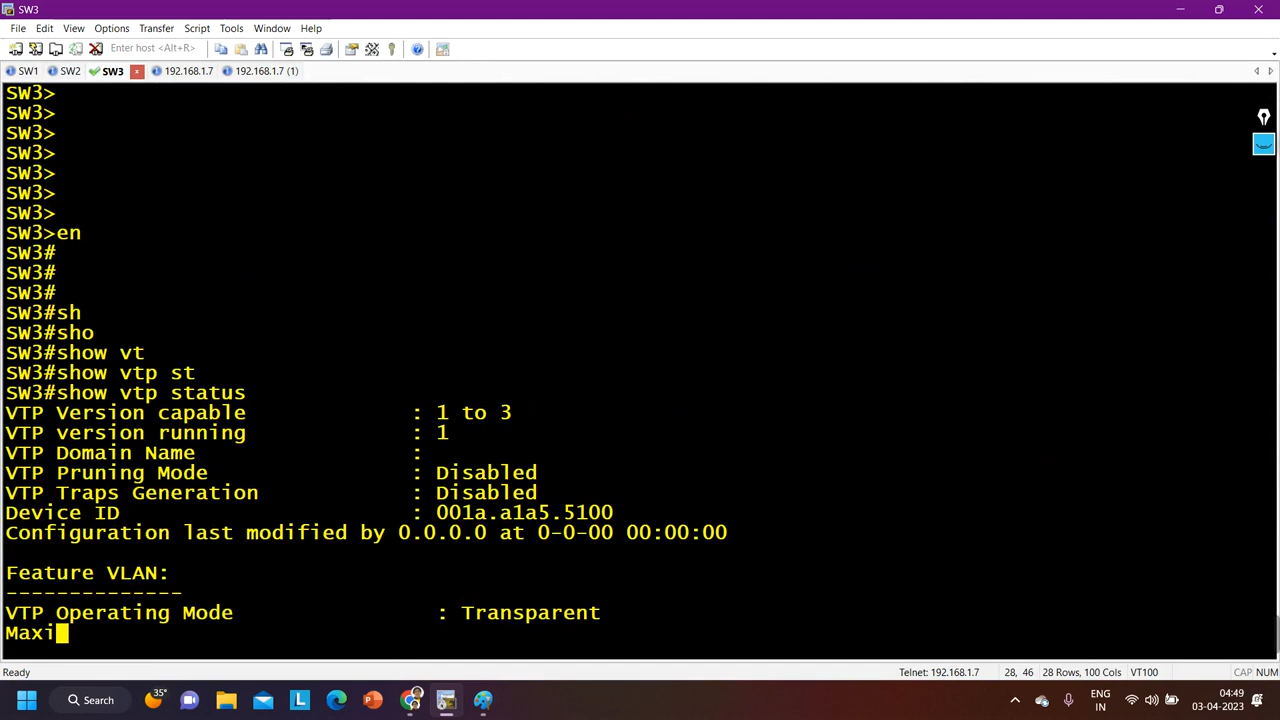 SW3
File Edit View Options Transfer Script Tools Window Help
Enter host <Alt+R>
SW1 SW2 SW3 x 192.168.1.7 192.168.1.7 (1)
SW3>
SW3>
SW3>
SW3>
SW3>
SW3>
SW3>
SW3>en
SW3#
SW3#
SW3#
SW3#sh
SW3#sho
SW3#show vt
SW3#show vtp st
SW3#show vtp status
VTP Version capable : 1 to 3
VTP version running : 1
VTP Domain Name :
VTP Pruning Mode : Disabled
VTP Traps Generation : Disabled
Device ID : 001a.a1a5.5100
Configuration last modified by 0.0.0.0 at 0-0-00 00:00:00
Feature VLAN:
--------------
VTP Operating Mode : Transparent
Maxi
Ready Telnet: 192.168.1.7 28, 46 28 Rows, 100 Cols VT100 CAP NUM
Search 35° L ENG 04:49
IN 03-04-2023